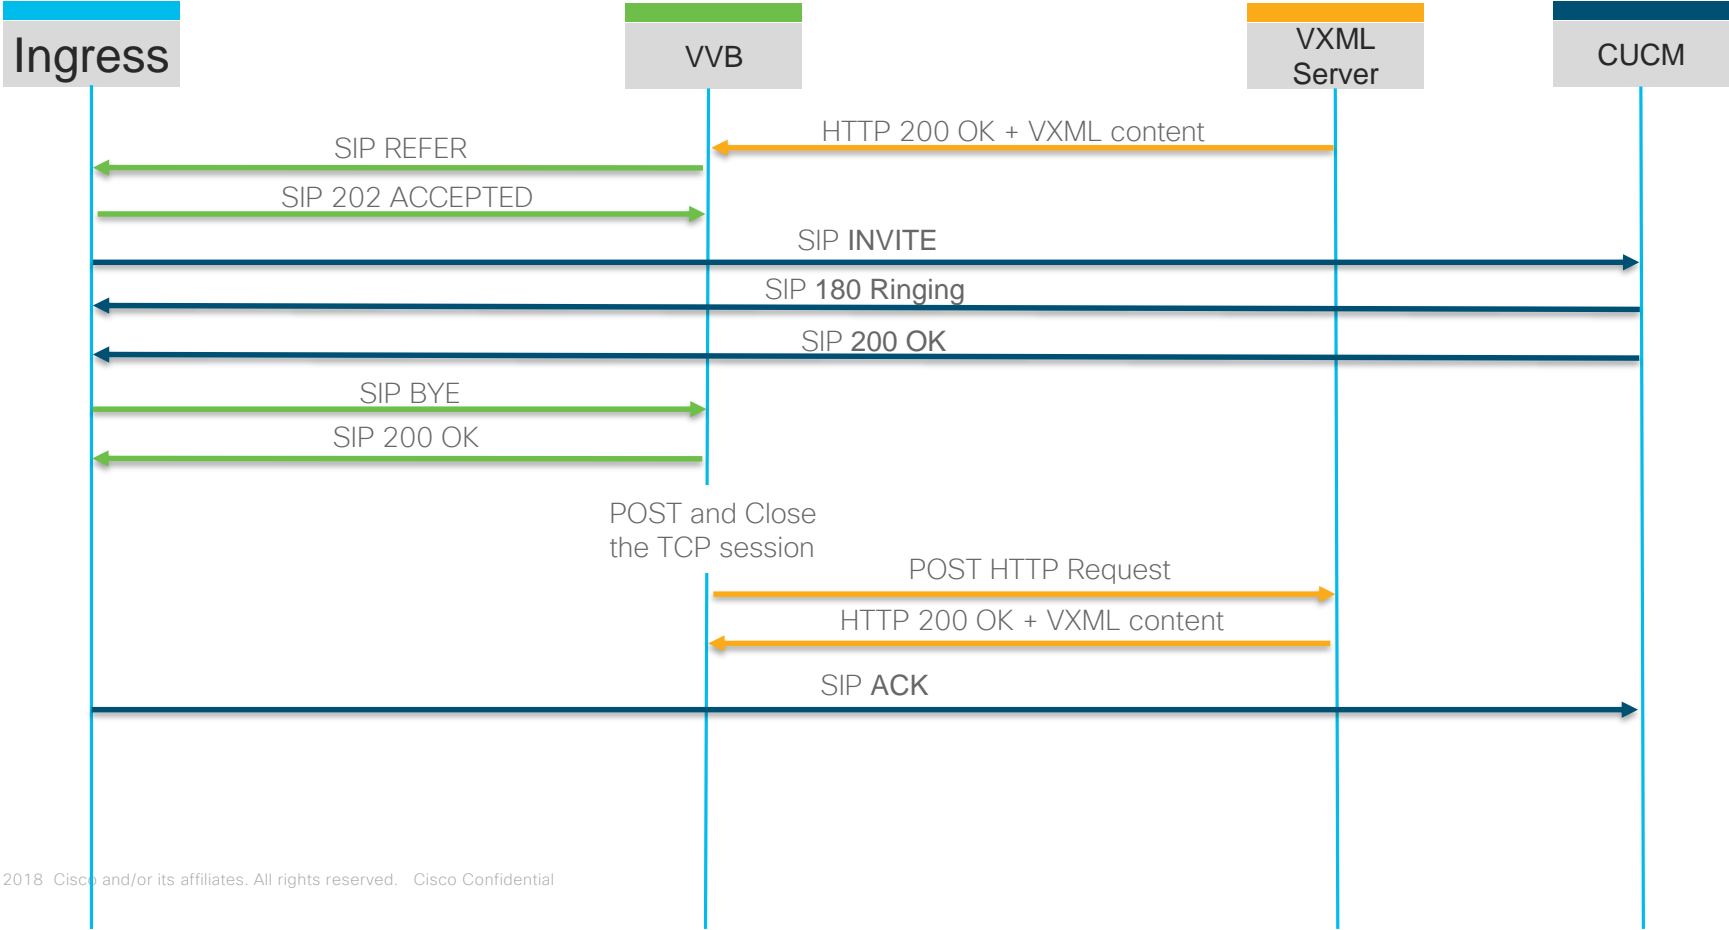 Ingress
VVB
VXML
Server
CUCM
HTTP 200 OK + VXML content
SIP REFER
SIP 202 ACCEPTED
SIP INVITE
SIP 180 Ringing
SIP 200 OK
SIP BYE
SIP 200 OK
POST and Close
the TCP session
POST HTTP Request
HTTP 200 OK + VXML content
SIP ACK
2018 Cisco and/or its affiliates. All rights reserved. Cisco Confidential